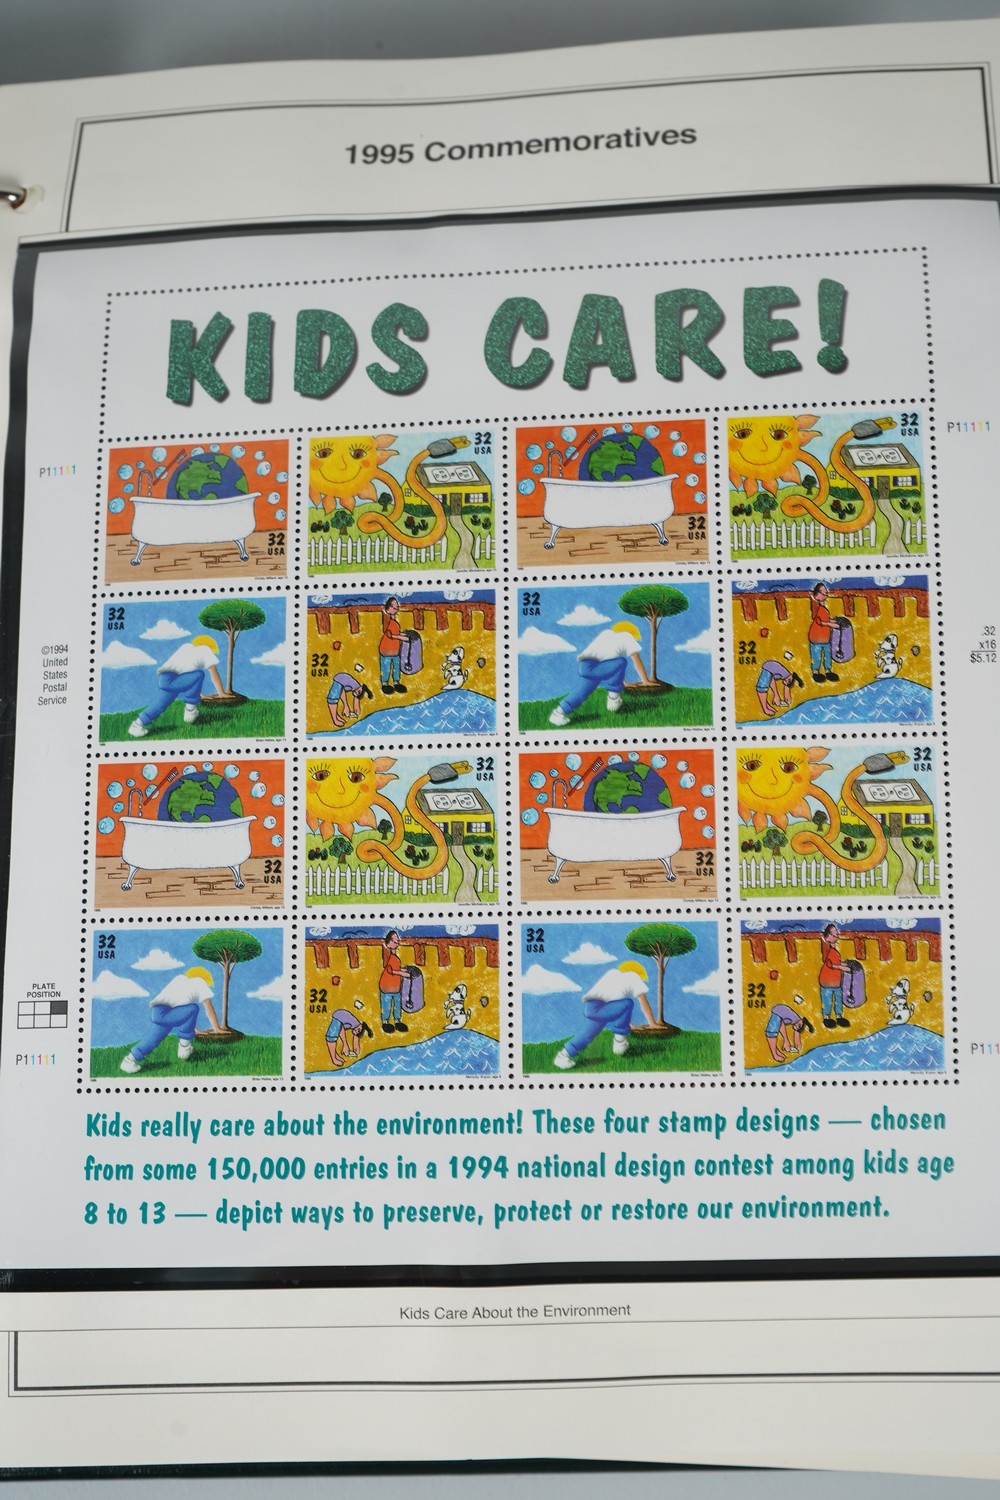 1995 Commemoratives
KIDS CARE!
P11111
P11111
32
USA
32
USA
32
USA
32
USA
32
USA
32
USA
32
USA
32
USA
©1994
United
States
Postal
Service
.32
x16
$5.12
32
USA
32
USA
32
USA
32
USA
32
USA
32
USA
32
USA
32
USA
PLATE
POSITION
P11111
P111
Kids really care about the environment! These four stamp designs — chosen
from some 150,000 entries in a 1994 national design contest among kids age
8 to 13 — depict ways to preserve, protect or restore our environment.
Kids Care About the Environment